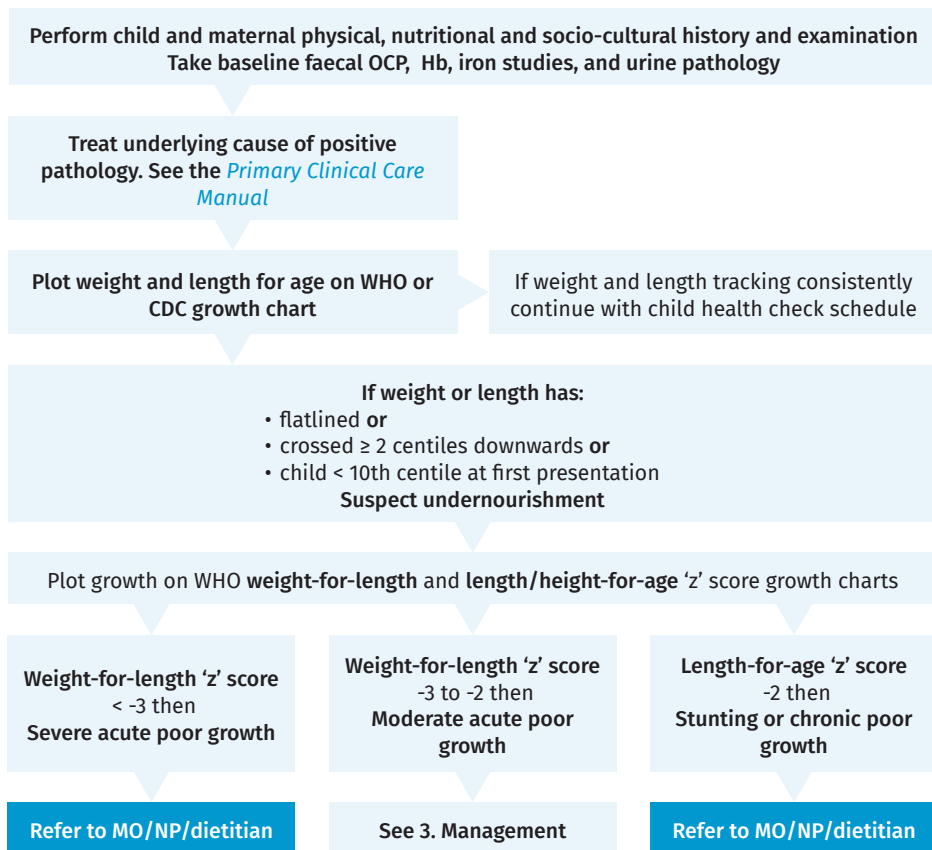 Perform child and maternal physical, nutritional and socio-cultural history and examination
Take baseline faecal OCP, Hb, iron studies, and urine pathology
Treat underlying cause of positive
pathology. See the Primary Clinical Care
Manual
Plot weight and length for age on WHO or
CDC growth chart
If weight and length tracking consistently
continue with child health check schedule
If weight or length has:
• flatlined or
• crossed ≥ 2 centiles downwards or
• child < 10th centile at first presentation
Suspect undernourishment
Plot growth on WHO weight-for-length and length/height-for-age ‘z’ score growth charts
Weight-for-length ‘z’ score
< -3 then
Severe acute poor growth
Weight-for-length ‘z’ score
-3 to -2 then
Moderate acute poor
growth
Length-for-age ‘z’ score
-2 then
Stunting or chronic poor
growth
Refer to MO/NP/dietitian
See 3. Management
Refer to MO/NP/dietitian